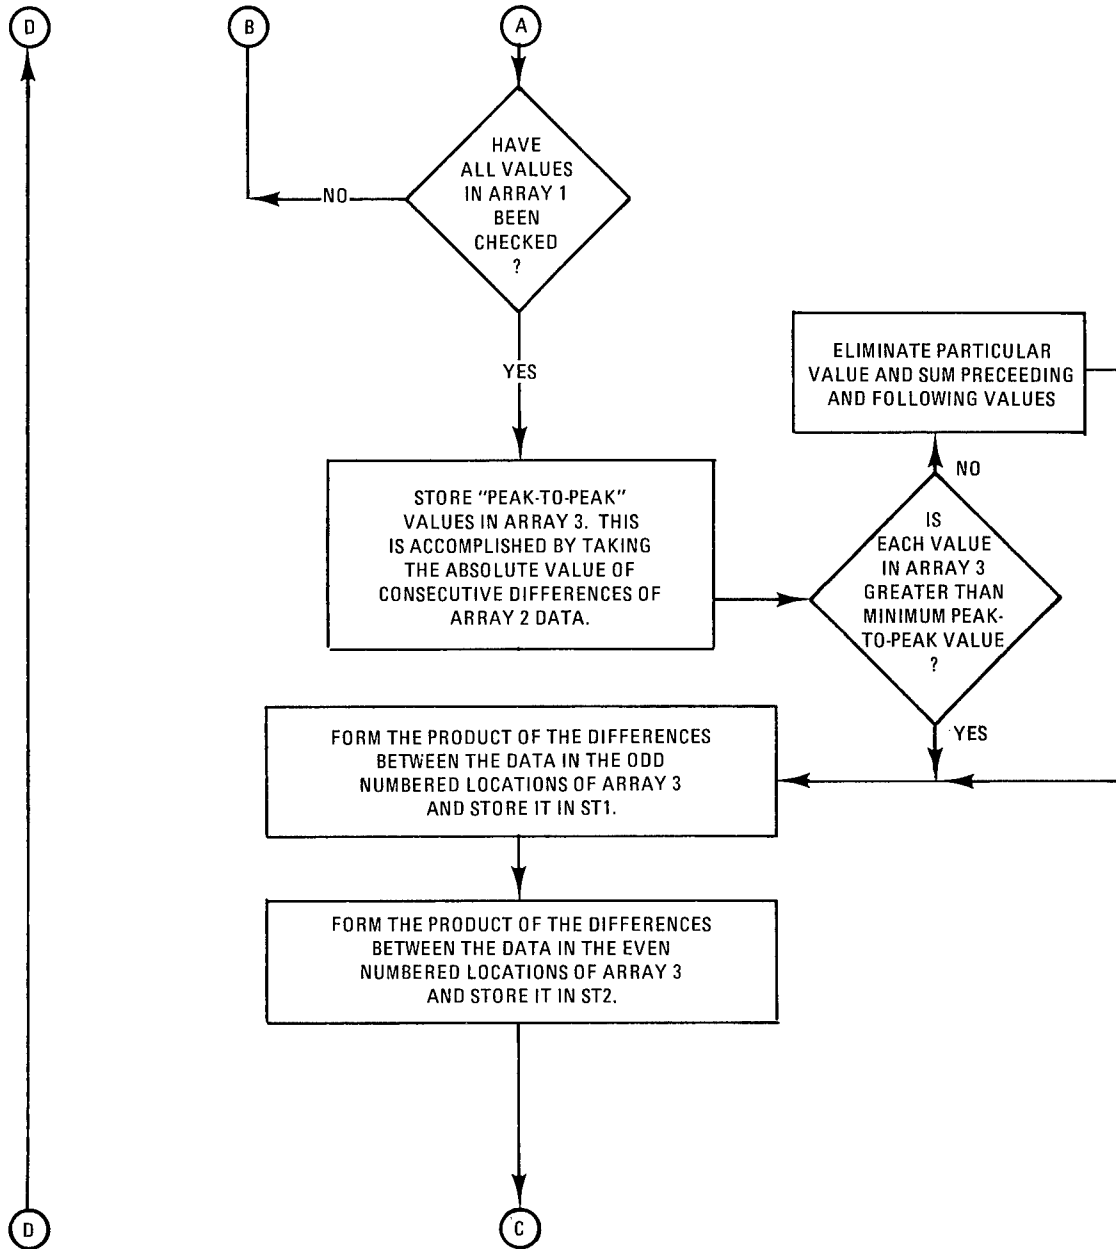 D
B
A
HAVE
ALL VALUES
IN ARRAY 1
BEEN
CHECKED
?
NO
YES
ELIMINATE PARTICULAR
VALUE AND SUM PRECEEDING
AND FOLLOWING VALUES
NO
STORE "PEAK-TO-PEAK"
VALUES IN ARRAY 3. THIS
IS ACCOMPLISHED BY TAKING
THE ABSOLUTE VALUE OF
CONSECUTIVE DIFFERENCES OF
ARRAY 2 DATA.
IS
EACH VALUE
IN ARRAY 3
GREATER THAN
MINIMUM PEAK-
TO-PEAK VALUE
?
YES
FORM THE PRODUCT OF THE DIFFERENCES
BETWEEN THE DATA IN THE ODD
NUMBERED LOCATIONS OF ARRAY 3
AND STORE IT IN ST1.
FORM THE PRODUCT OF THE DIFFERENCES
BETWEEN THE DATA IN THE EVEN
NUMBERED LOCATIONS OF ARRAY 3
AND STORE IT IN ST2.
D
C